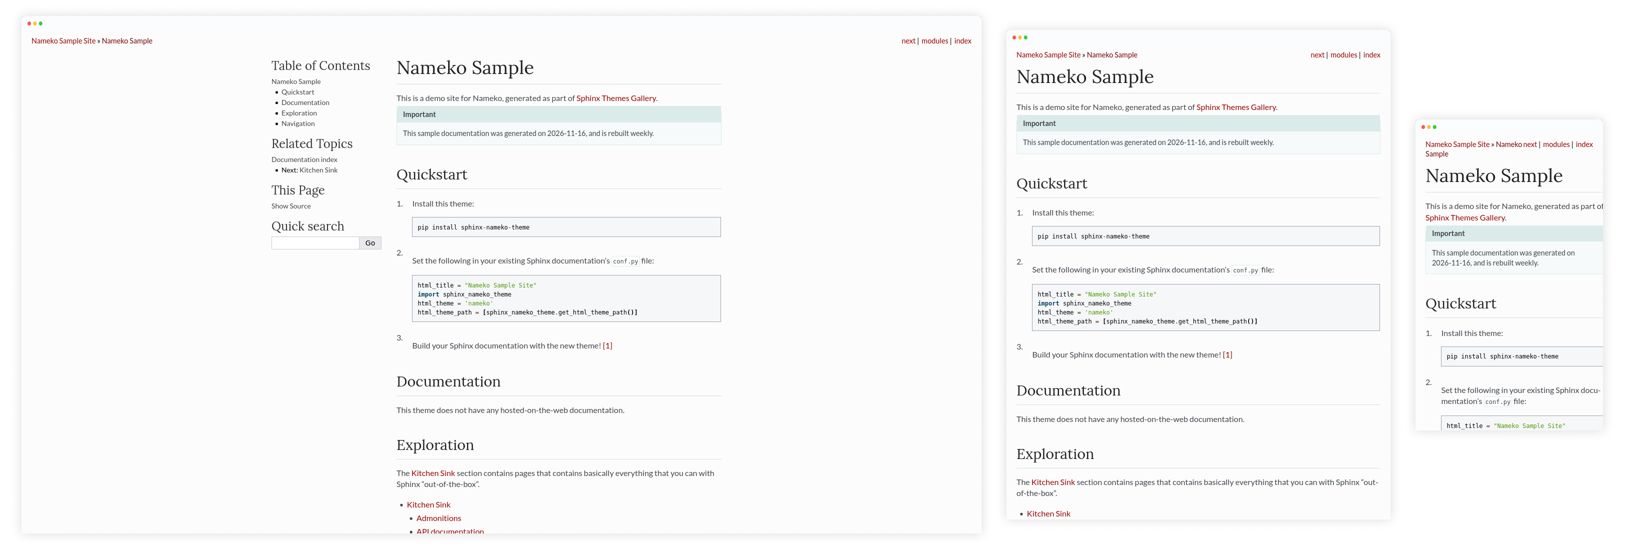 Nameko Sample Site » Nameko Sample
next | modules | index
Table of Contents
Nameko Sample
Quickstart
Documentation
Exploration
Navigation
Related Topics
Documentation index
Next: Kitchen Sink
This Page
Show Source
Quick search
Go
Nameko Sample
This is a demo site for Nameko, generated as part of Sphinx Themes Gallery.
Important
This sample documentation was generated on 2026-11-16, and is rebuilt weekly.
Quickstart
1. Install this theme:
pip install sphinx-nameko-theme
2.
Set the following in your existing Sphinx documentation's conf.py file:
html_title = "Nameko Sample Site"
import sphinx_nameko_theme
html_theme = 'nameko'
html_theme_path = [sphinx_nameko_theme.get_html_theme_path()]
3.
Build your Sphinx documentation with the new theme! [1]
Documentation
This theme does not have any hosted-on-the-web documentation.
Exploration
The Kitchen Sink section contains pages that contains basically everything that you can with
Sphinx “out-of-the-box”.
• Kitchen Sink
• Admonitions
• API documentation
Nameko Sample Site » Nameko Sample
next | modules | index
Nameko Sample
This is a demo site for Nameko, generated as part of Sphinx Themes Gallery.
Important
This sample documentation was generated on 2026-11-16, and is rebuilt weekly.
Quickstart
1. Install this theme:
pip install sphinx-nameko-theme
2.
Set the following in your existing Sphinx documentation's conf.py file:
html_title = "Nameko Sample Site"
import sphinx_nameko_theme
html_theme = 'nameko'
html_theme_path = [sphinx_nameko_theme.get_html_theme_path()]
3.
Build your Sphinx documentation with the new theme! [1]
Documentation
This theme does not have any hosted-on-the-web documentation.
Exploration
The Kitchen Sink section contains pages that contains basically everything that you can with Sphinx “out-
of-the-box”.
• Kitchen Sink
Nameko Sample Site » Nameko next | modules | index
Sample
Nameko Sample
This is a demo site for Nameko, generated as part of
Sphinx Themes Gallery.
Important
This sample documentation was generated on
2026-11-16, and is rebuilt weekly.
Quickstart
1. Install this theme:
pip install sphinx-nameko-theme
2.
Set the following in your existing Sphinx docu-
mentation's conf.py file:
html_title = "Nameko Sample Site"